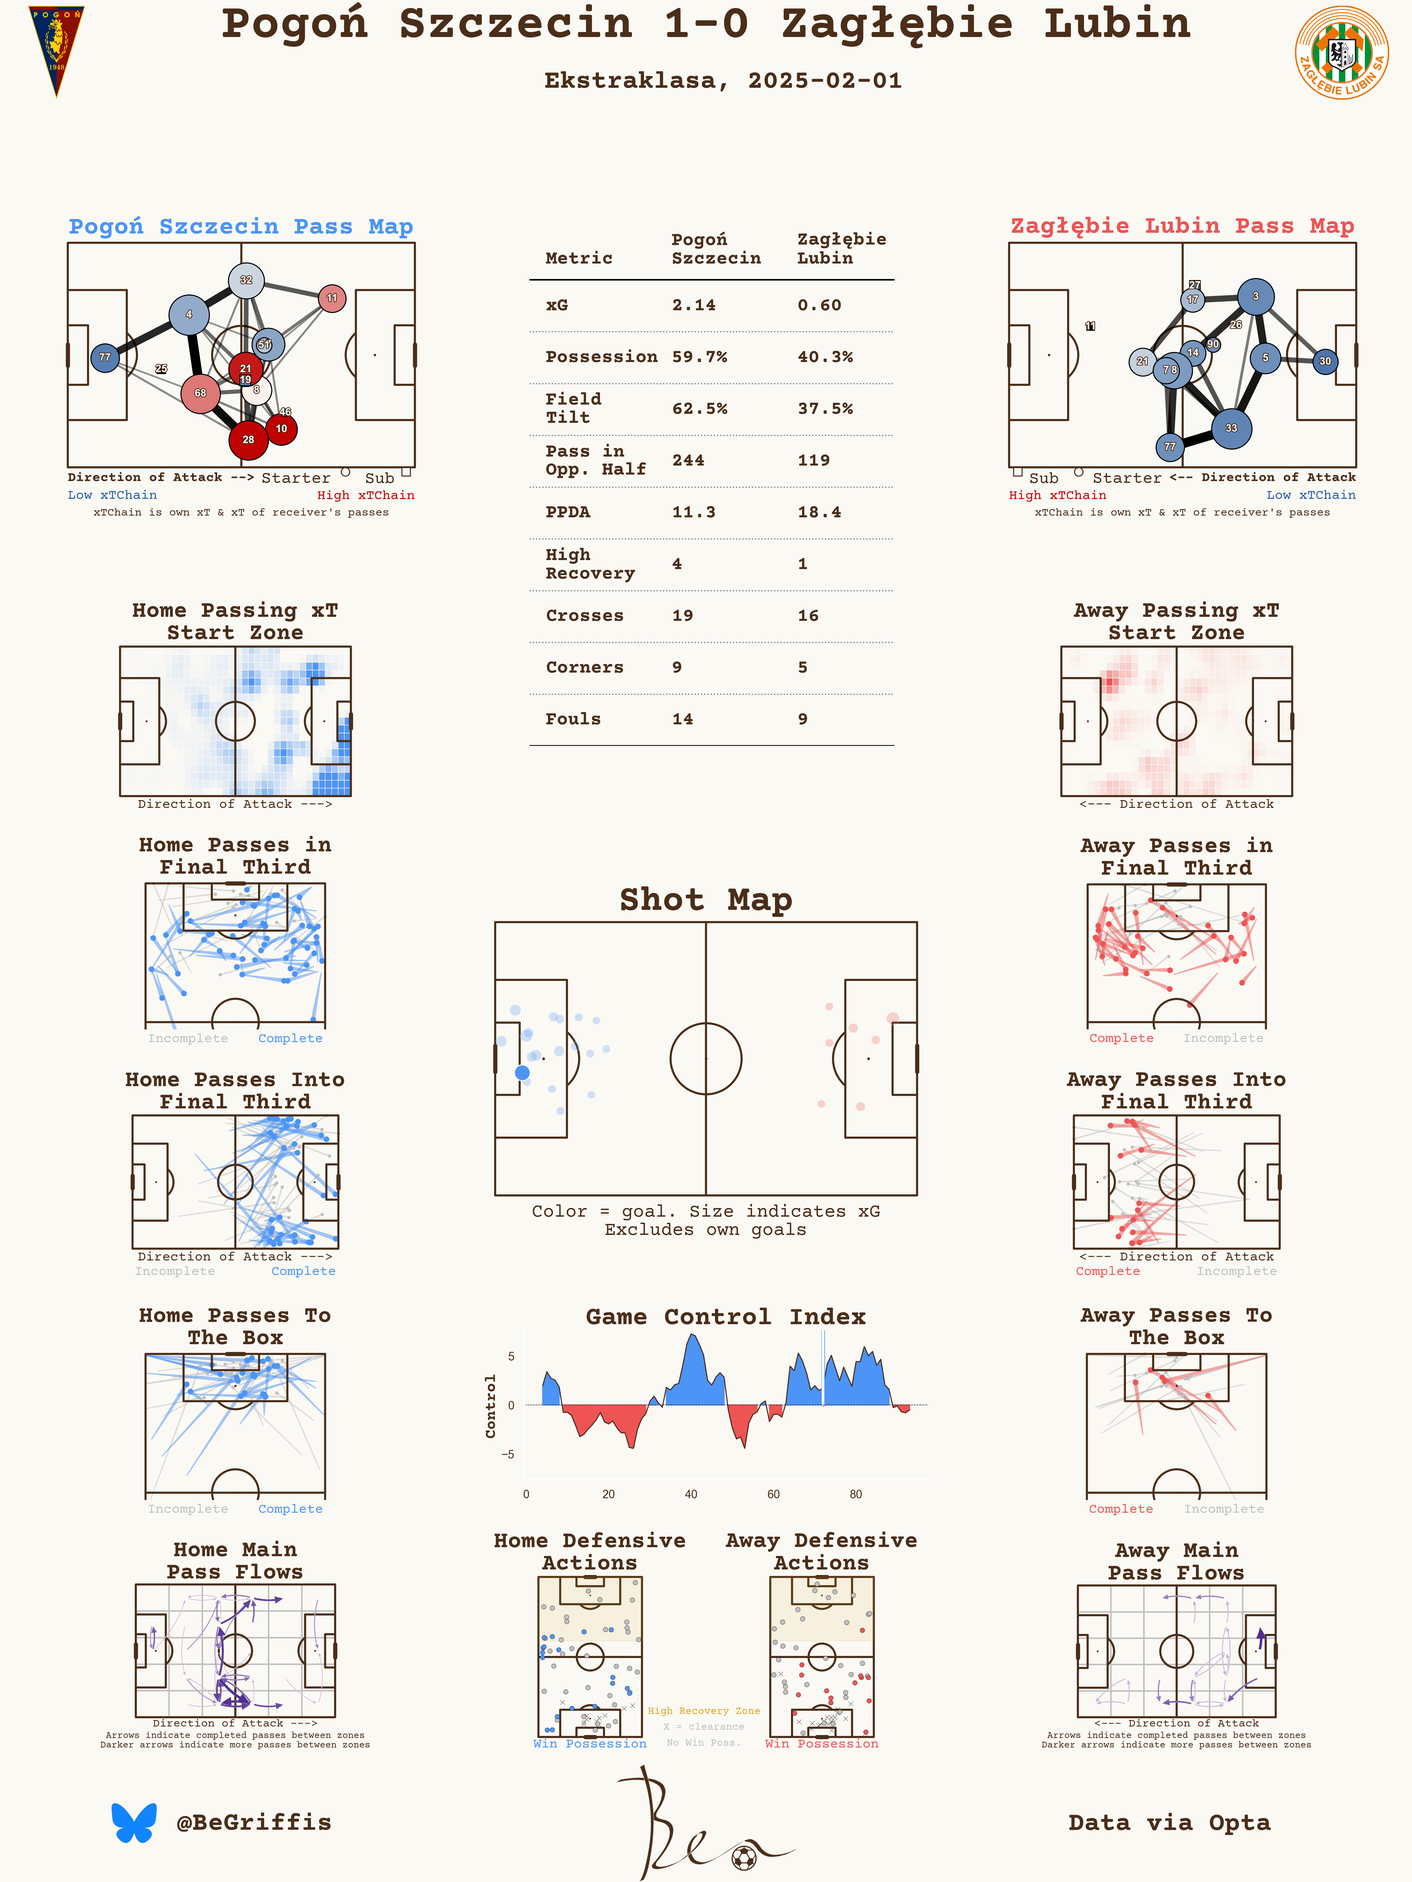 Pogoń Szczecin 1-0 Zagłębie Lubin
Ekstraklasa, 2025-02-01
POGOŃ
1948
ZAGŁĘBIE LUBIN SA
Pogoń Szczecin Pass Map
32
11
4
51
77
25
21
19
68
8
46
10
28
Direction of Attack --> Starter Sub
Low xTChain High xTChain
xTChain is own xT & xT of receiver's passes
Metric Pogoń Szczecin Zagłębie Lubin
xG 2.14 0.60
Possession 59.7% 40.3%
Field Tilt 62.5% 37.5%
Pass in Opp. Half 244 119
PPDA 11.3 18.4
High Recovery 4 1
Crosses 19 16
Corners 9 5
Fouls 14 9
Zagłębie Lubin Pass Map
27
17
3
11
26
90
14
21
5
30
7
8
33
77
Sub Starter <-- Direction of Attack
High xTChain Low xTChain
xTChain is own xT & xT of receiver's passes
Home Passing xT
Start Zone
Direction of Attack --->
Away Passing xT
Start Zone
<--- Direction of Attack
Home Passes in
Final Third
Incomplete Complete
Away Passes in
Final Third
Complete Incomplete
Shot Map
Color = goal. Size indicates xG
Excludes own goals
Home Passes Into
Final Third
Direction of Attack --->
Incomplete Complete
Away Passes Into
Final Third
<--- Direction of Attack
Complete Incomplete
Home Passes To
The Box
Incomplete Complete
Game Control Index
Control
5
0
−5
0 20 40 60 80
Away Passes To
The Box
Complete Incomplete
Home Main
Pass Flows
Direction of Attack --->
Arrows indicate completed passes between zones
Darker arrows indicate more passes between zones
Home Defensive
Actions
Win Possession
High Recovery Zone
X = clearance
No Win Poss.
Away Defensive
Actions
Win Possession
Away Main
Pass Flows
<--- Direction of Attack
Arrows indicate completed passes between zones
Darker arrows indicate more passes between zones
@BeGriffis
Ben
Data via Opta